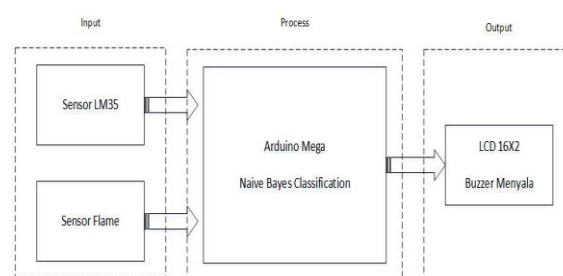 Input
Process
Output
Sensor LM35
Sensor Flame
Arduino Mega
Naive Bayes Classification
LCD 16X2
Buzzer Menyala